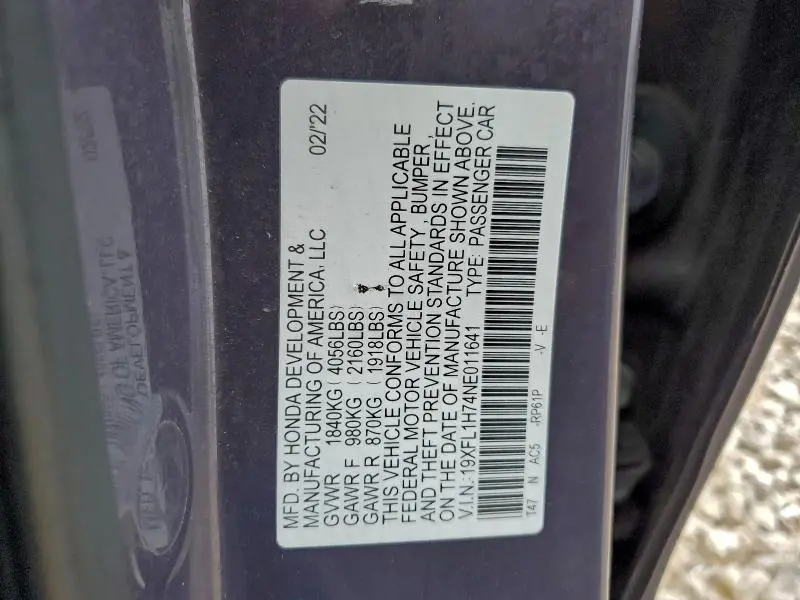 MFD. BY HONDA DEVELOPMENT &
MANUFACTURING OF AMERICA, LLC 02/'22
GVWR 1840KG (4056LBS)
GAWR F 980KG (2160LBS)
GAWR R 870KG (1918LBS)
THIS VEHICLE CONFORMS TO ALL APPLICABLE
FEDERAL MOTOR VEHICLE SAFETY, BUMPER,
AND THEFT PREVENTION STANDARDS IN EFFECT
ON THE DATE OF MANUFACTURE SHOWN ABOVE.
V.I.N.:19XFL1H74NE011641 TYPE: PASSENGER CAR
T47 N AC5 -RP61P -V -E